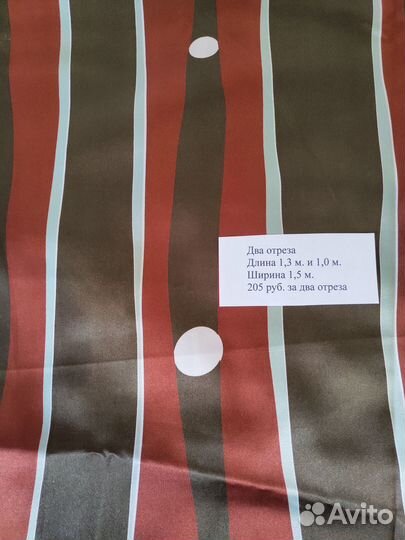 Два отреза
Длина 1,3 м. и 1,0 м.
Ширина 1,5 м.
205 руб. за два отреза
Avito